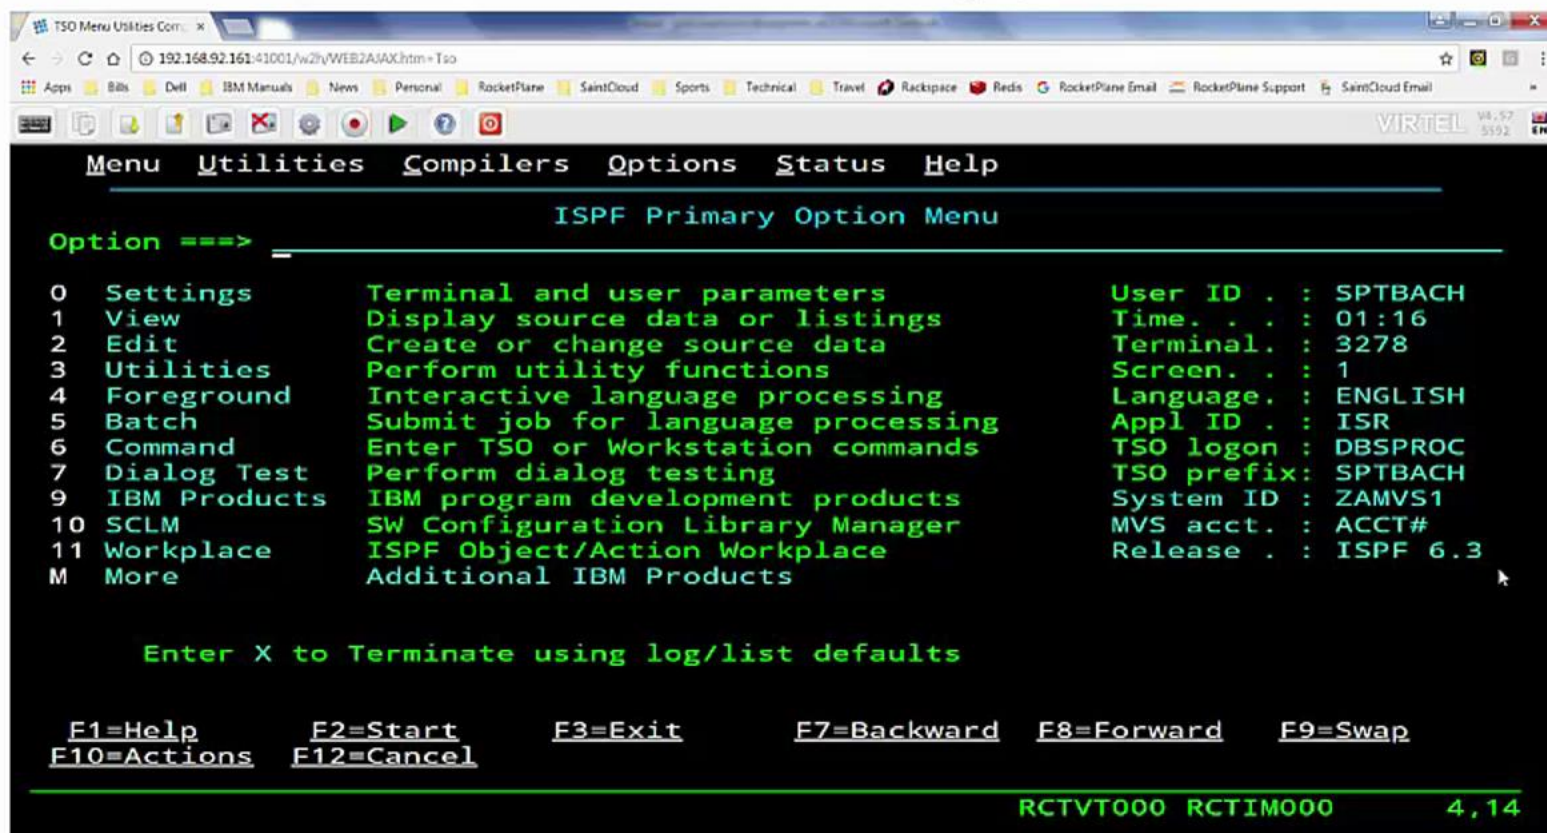 TSO Menu Utilities Com
192.168.92.161:41001/w2h/WEB2AJAX.htm+Tso
Apps Bills Dell IBM Manuals News Personal RocketPlane SaintCloud Sports Technical Travel Rackspace Redis RocketPlane Email RocketPlane Support SaintCloud Email »
VIRTEL V4.57 5592 EN
Menu Utilities Compilers Options Status Help
ISPF Primary Option Menu
Option ===>
0 Settings Terminal and user parameters User ID . : SPTBACH
1 View Display source data or listings Time. . . : 01:16
2 Edit Create or change source data Terminal. : 3278
3 Utilities Perform utility functions Screen. . : 1
4 Foreground Interactive language processing Language. : ENGLISH
5 Batch Submit job for language processing Appl ID . : ISR
6 Command Enter TSO or Workstation commands TSO logon : DBSPROC
7 Dialog Test Perform dialog testing TSO prefix: SPTBACH
9 IBM Products IBM program development products System ID : ZAMVS1
10 SCLM SW Configuration Library Manager MVS acct. : ACCT#
11 Workplace ISPF Object/Action Workplace Release . : ISPF 6.3
M More Additional IBM Products
Enter X to Terminate using log/list defaults
F1=Help F2=Start F3=Exit F7=Backward F8=Forward F9=Swap
F10=Actions F12=Cancel
RCTVT000 RCTIM000 4,14